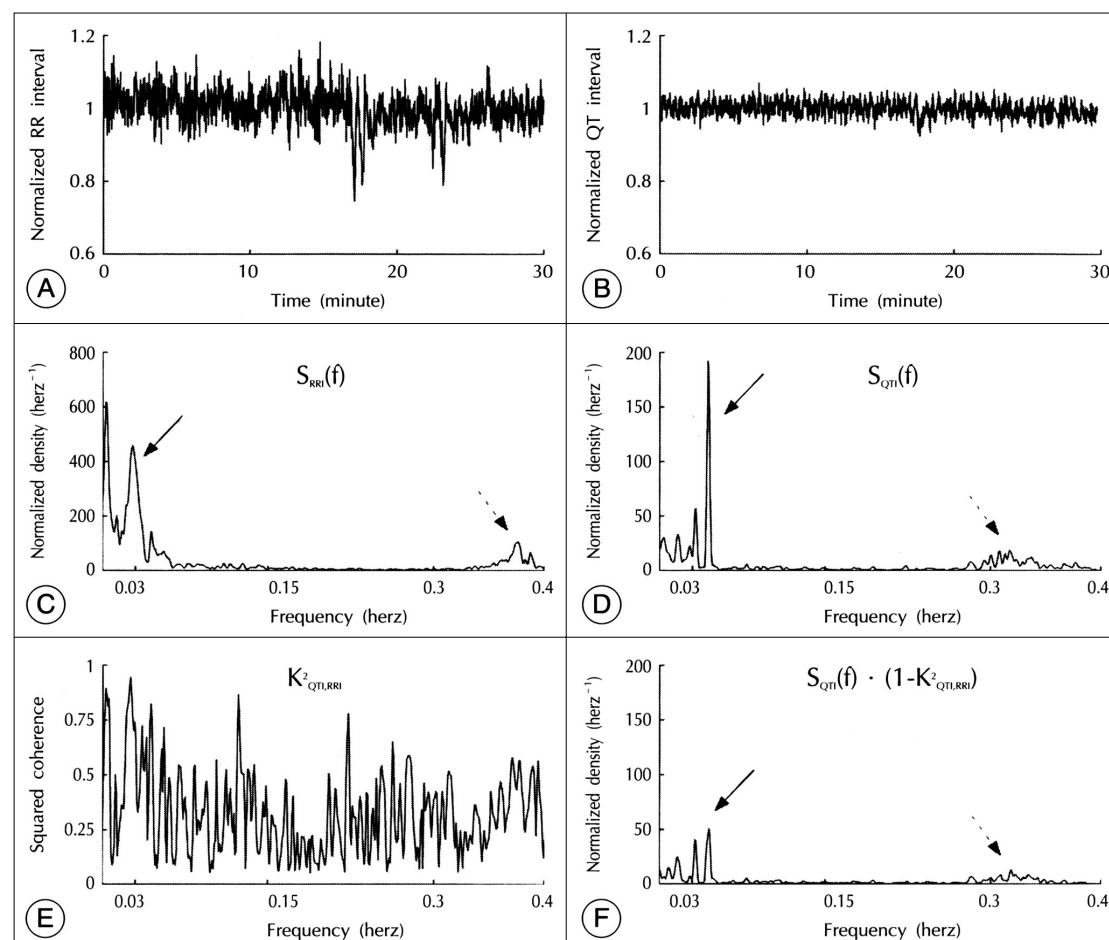 Normalized RR interval
1.2
1
0.8
0.6
0
10
20
30
Time (minute)
A
Normalized QT interval
1.2
1
0.8
0.6
0
10
20
30
Time (minute)
B
Normalized density (herz⁻¹)
800
600
400
200
0
S_RRI(f)
0.03
0.15
0.3
0.4
Frequency (herz)
C
Normalized density (herz⁻¹)
200
150
100
50
0
S_QTI(f)
0.03
0.15
0.3
0.4
Frequency (herz)
D
Squared coherence
1
0.75
0.5
0.25
0
K²_QTI,RRI
0.03
0.15
0.3
0.4
Frequency (herz)
E
Normalized density (herz⁻¹)
200
150
100
50
0
S_QTI(f) · (1-K²_QTI,RRI)
0.03
0.15
0.3
0.4
Frequency (herz)
F